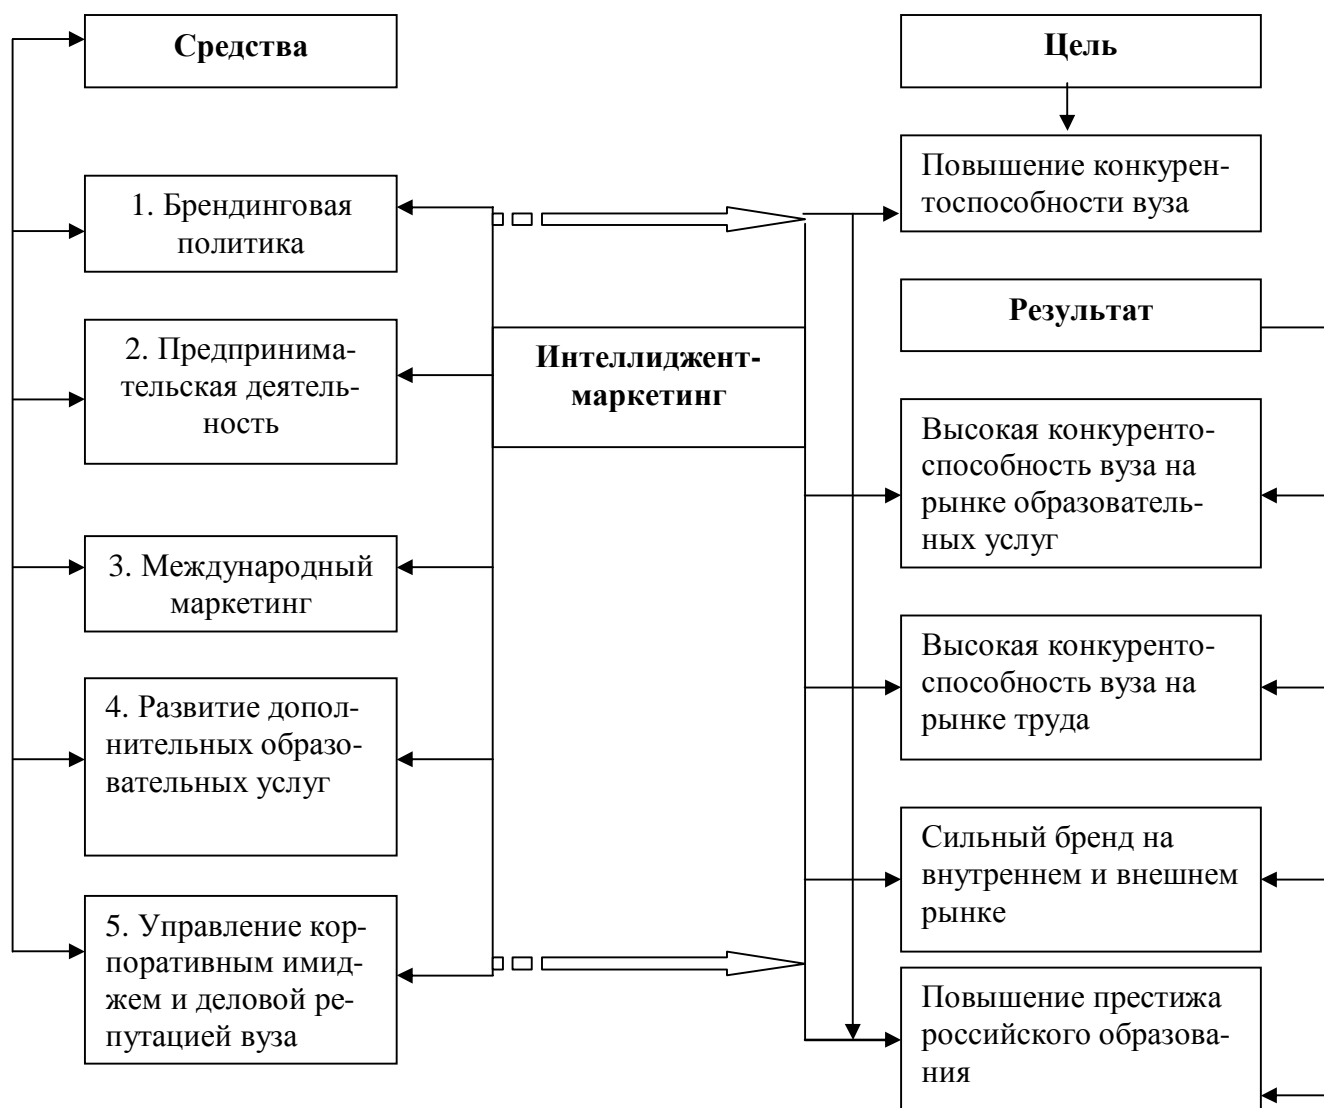 Средства
1. Брендинговая
политика
2. Предпринима-
тельская деятель-
ность
3. Международный
маркетинг
4. Развитие допол-
нительных образо-
вательных услуг
5. Управление кор-
поративным имид-
жем и деловой ре-
путацией вуза
Интеллиджент-
маркетинг
Цель
Повышение конкурен-
тоспособности вуза
Результат
Высокая конкуренто-
способность вуза на
рынке образователь-
ных услуг
Высокая конкуренто-
способность вуза на
рынке труда
Сильный бренд на
внутреннем и внешнем
рынке
Повышение престижа
российского образова-
ния